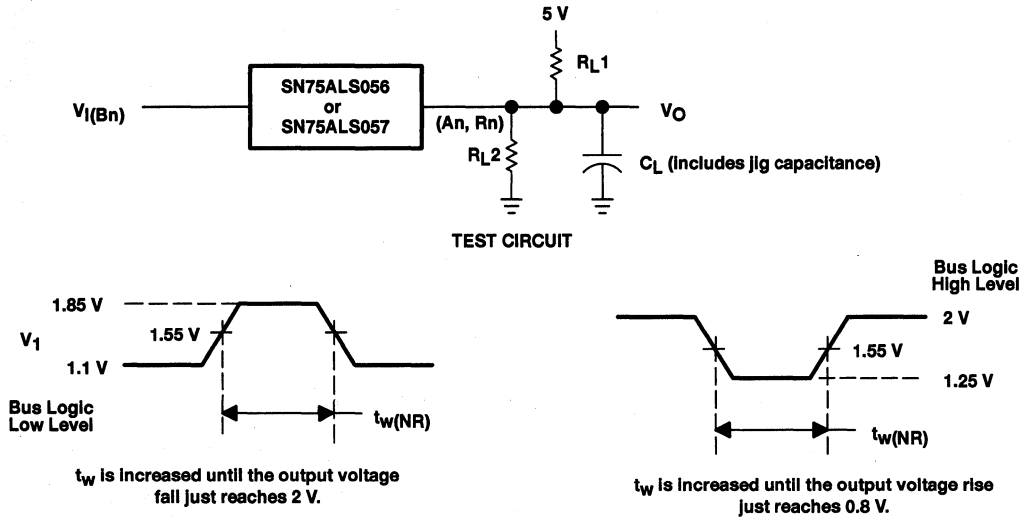 5 V
RL1
SN75ALS056
or
SN75ALS057
VI(Bn)
(An, Rn)
VO
RL2
CL (includes jig capacitance)
TEST CIRCUIT
Bus Logic
High Level
1.85 V
2 V
V1
1.55 V
1.55 V
1.1 V
1.25 V
Bus Logic
Low Level
tw(NR)
tw(NR)
tw is increased until the output voltage
fall just reaches 2 V.
tw is increased until the output voltage rise
just reaches 0.8 V.